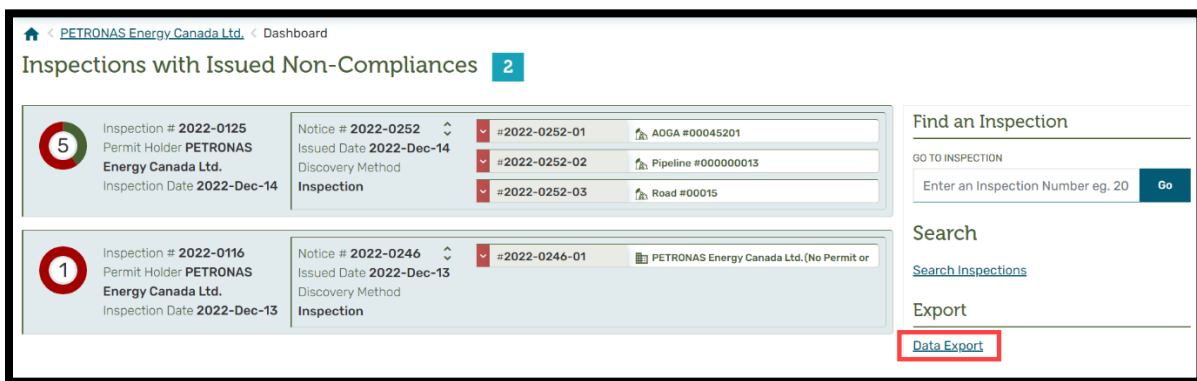 < PETRONAS Energy Canada Ltd. < Dashboard
Inspections with Issued Non-Compliances 2
5
Inspection # 2022-0125
Permit Holder PETRONAS
Energy Canada Ltd.
Inspection Date 2022-Dec-14
Notice # 2022-0252
Issued Date 2022-Dec-14
Discovery Method
Inspection
#2022-0252-01 AOGA #00045201
#2022-0252-02 Pipeline #000000013
#2022-0252-03 Road #00015
1
Inspection # 2022-0116
Permit Holder PETRONAS
Energy Canada Ltd.
Inspection Date 2022-Dec-13
Notice # 2022-0246
Issued Date 2022-Dec-13
Discovery Method
Inspection
#2022-0246-01 PETRONAS Energy Canada Ltd.(No Permit or
Find an Inspection
GO TO INSPECTION
Enter an Inspection Number eg. 20 Go
Search
Search Inspections
Export
Data Export